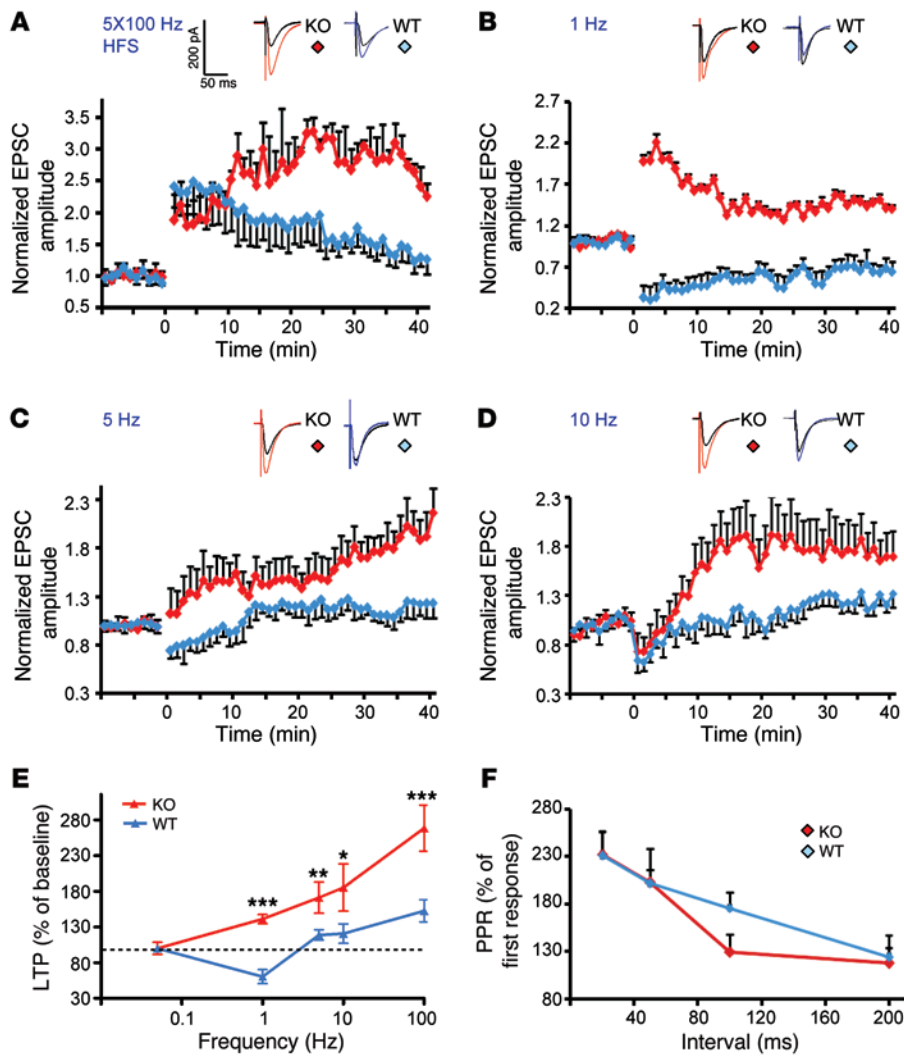 A
5X100 Hz
HFS
200 pA
50 ms
KO
WT
Normalized EPSC
amplitude
3.5
3.0
2.5
2.0
1.5
1.0
0.5
0 10 20 30 40
Time (min)
B
1 Hz
KO
WT
Normalized EPSC
amplitude
2.7
2.2
1.7
1.2
0.7
0.2
0 10 20 30 40
Time (min)
C
5 Hz
KO
WT
Normalized EPSC
amplitude
2.3
1.8
1.3
0.8
0.3
0 10 20 30 40
Time (min)
D
10 Hz
KO
WT
Normalized EPSC
amplitude
2.3
1.8
1.3
0.8
0.3
0 10 20 30 40
Time (min)
E
KO
WT
LTP (% of baseline)
280
230
180
130
80
30
***
**
*
***
0.1 1 10 100
Frequency (Hz)
F
KO
WT
PPR (% of
first response)
280
230
180
130
80
40 80 120 160 200
Interval (ms)